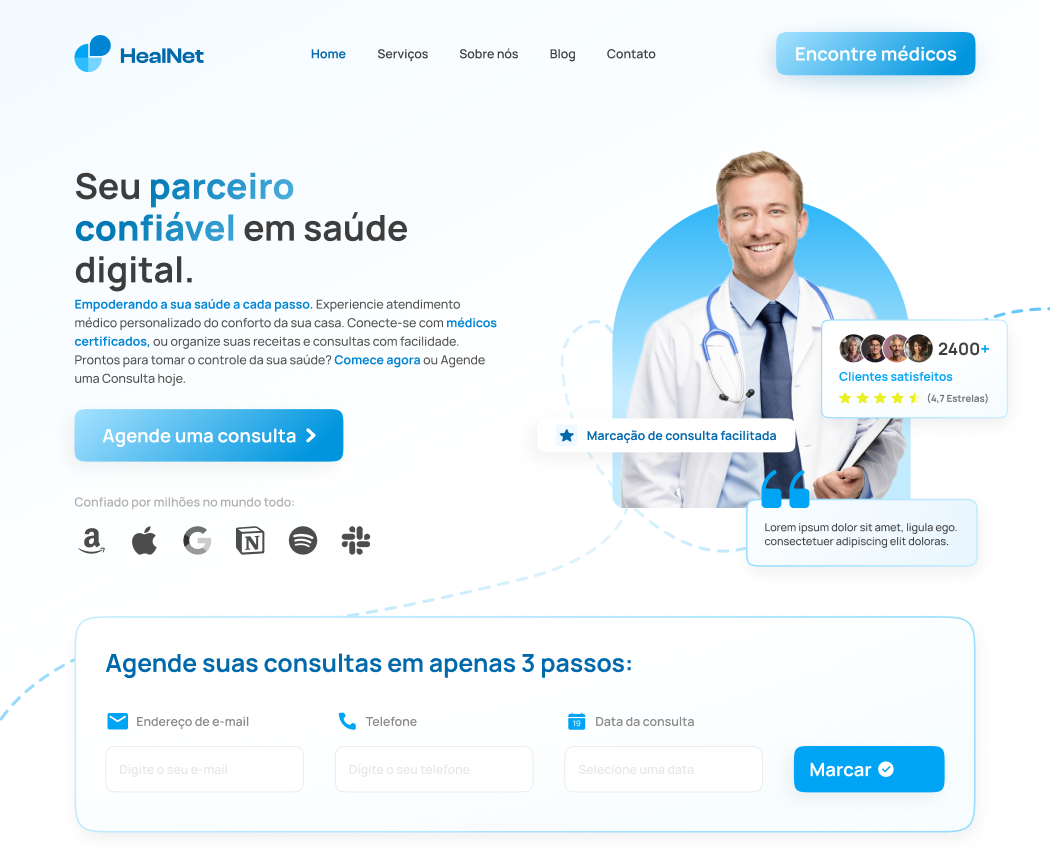 HealNet
Home
Serviços
Sobre nós
Blog
Contato
Encontre médicos
Seu parceiro
confiável em saúde
digital.
Empoderando a sua saúde a cada passo. Experiencie atendimento
médico personalizado do conforto da sua casa. Conecte-se com médicos
certificados, ou organize suas receitas e consultas com facilidade.
Prontos para tomar o controle da sua saúde? Comece agora ou Agende
uma Consulta hoje.
Agende uma consulta
Confiado por milhões no mundo todo:
2400+
Clientes satisfeitos
(4,7 Estrelas)
Marcação de consulta facilitada
Lorem ipsum dolor sit amet, ligula ego.
consectetuer adipiscing elit doloras.
Agende suas consultas em apenas 3 passos:
Endereço de e-mail
Telefone
19
Data da consulta
Digite o seu e-mail
Digite o seu telefone
Selecione uma data
Marcar